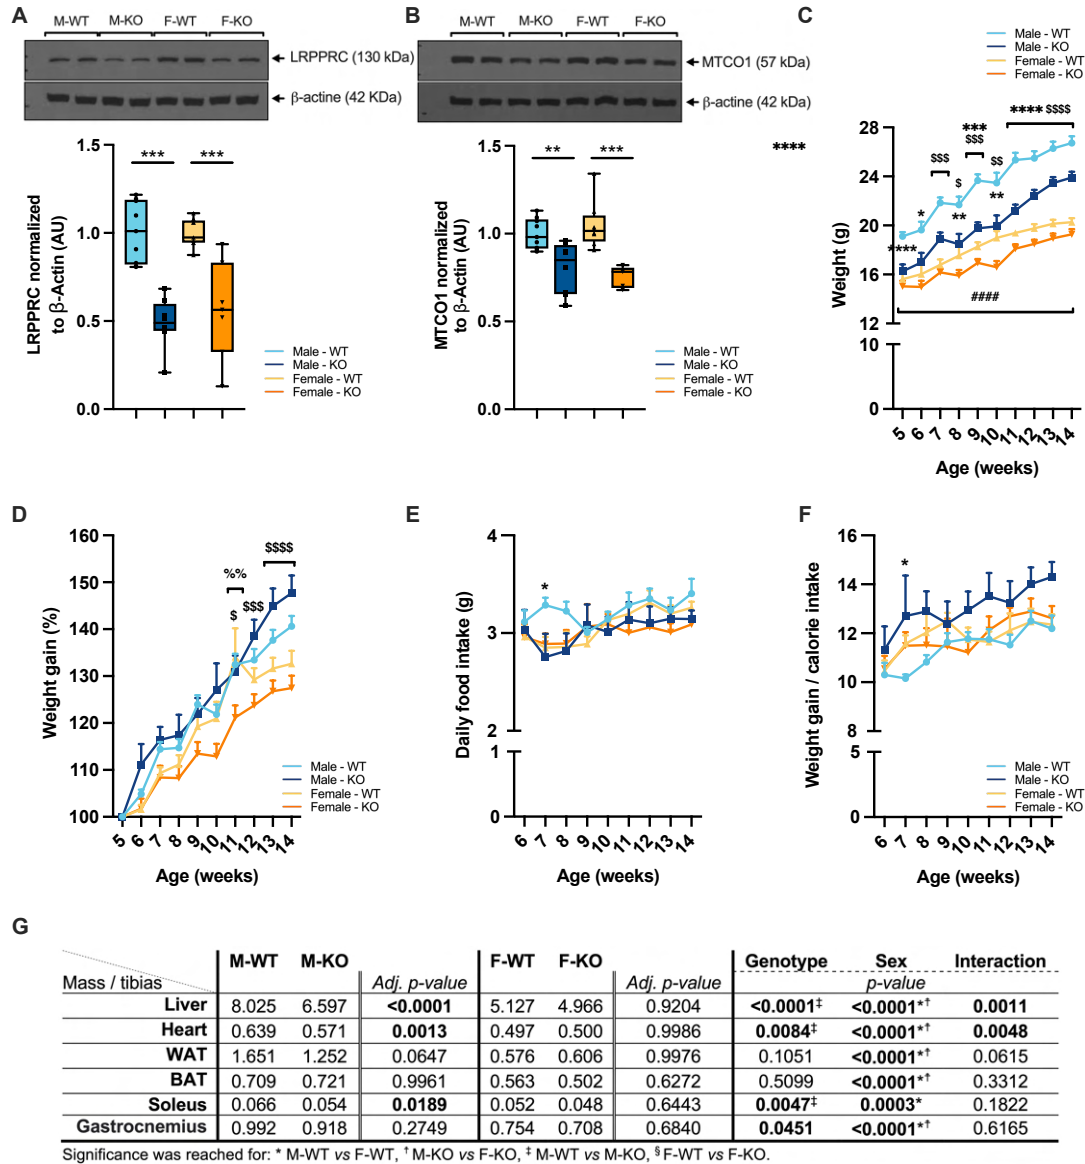 A
M-WT M-KO F-WT F-KO
LRPPRC (130 kDa)
β-actine (42 KDa)
LRPPRC normalized
to β-Actin (AU)
1.5
1.0
0.5
0.0
*** ***
Male - WT
Male - KO
Female - WT
Female - KO
B
M-WT M-KO F-WT F-KO
MTCO1 (57 kDa)
β-actine (42 kDa)
MTCO1 normalized
to β-Actin (AU)
1.5
1.0
0.5
0.0
** ***
****
Male - WT
Male - KO
Female - WT
Female - KO
C
Male - WT
Male - KO
Female - WT
Female - KO
Weight (g)
28
24
20
16
12
10
0
**** $$$$
***
$$$ $$$ $$
$
* ** **
****
####
5 6 7 8 9 10 11 12 13 14
Age (weeks)
D
Weight gain (%)
160
150
140
130
120
110
100
$$$$
%%
$ $$$
Male - WT
Male - KO
Female - WT
Female - KO
5 6 7 8 9 10 11 12 13 14
Age (weeks)
E
Daily food intake (g)
4
3
2
1
0
*
6 7 8 9 10 11 12 13 14
Age (weeks)
F
Weight gain / calorie intake
16
14
12
10
8
5
0
*
Male - WT
Male - KO
Female - WT
Female - KO
6 7 8 9 10 11 12 13 14
Age (weeks)
G
M-WT M-KO F-WT F-KO Genotype Sex Interaction
Mass / tibias Adj. p-value Adj. p-value p-value
Liver 8.025 6.597 <0.0001 5.127 4.966 0.9204 <0.0001‡ <0.0001*† 0.0011
Heart 0.639 0.571 0.0013 0.497 0.500 0.9986 0.0084‡ <0.0001*† 0.0048
WAT 1.651 1.252 0.0647 0.576 0.606 0.9976 0.1051 <0.0001*† 0.0615
BAT 0.709 0.721 0.9961 0.563 0.502 0.6272 0.5099 <0.0001*† 0.3312
Soleus 0.066 0.054 0.0189 0.052 0.048 0.6443 0.0047‡ 0.0003* 0.1822
Gastrocnemius 0.992 0.918 0.2749 0.754 0.708 0.6840 0.0451 <0.0001*† 0.6165
Significance was reached for: * M-WT vs F-WT, † M-KO vs F-KO, ‡ M-WT vs M-KO, § F-WT vs F-KO.